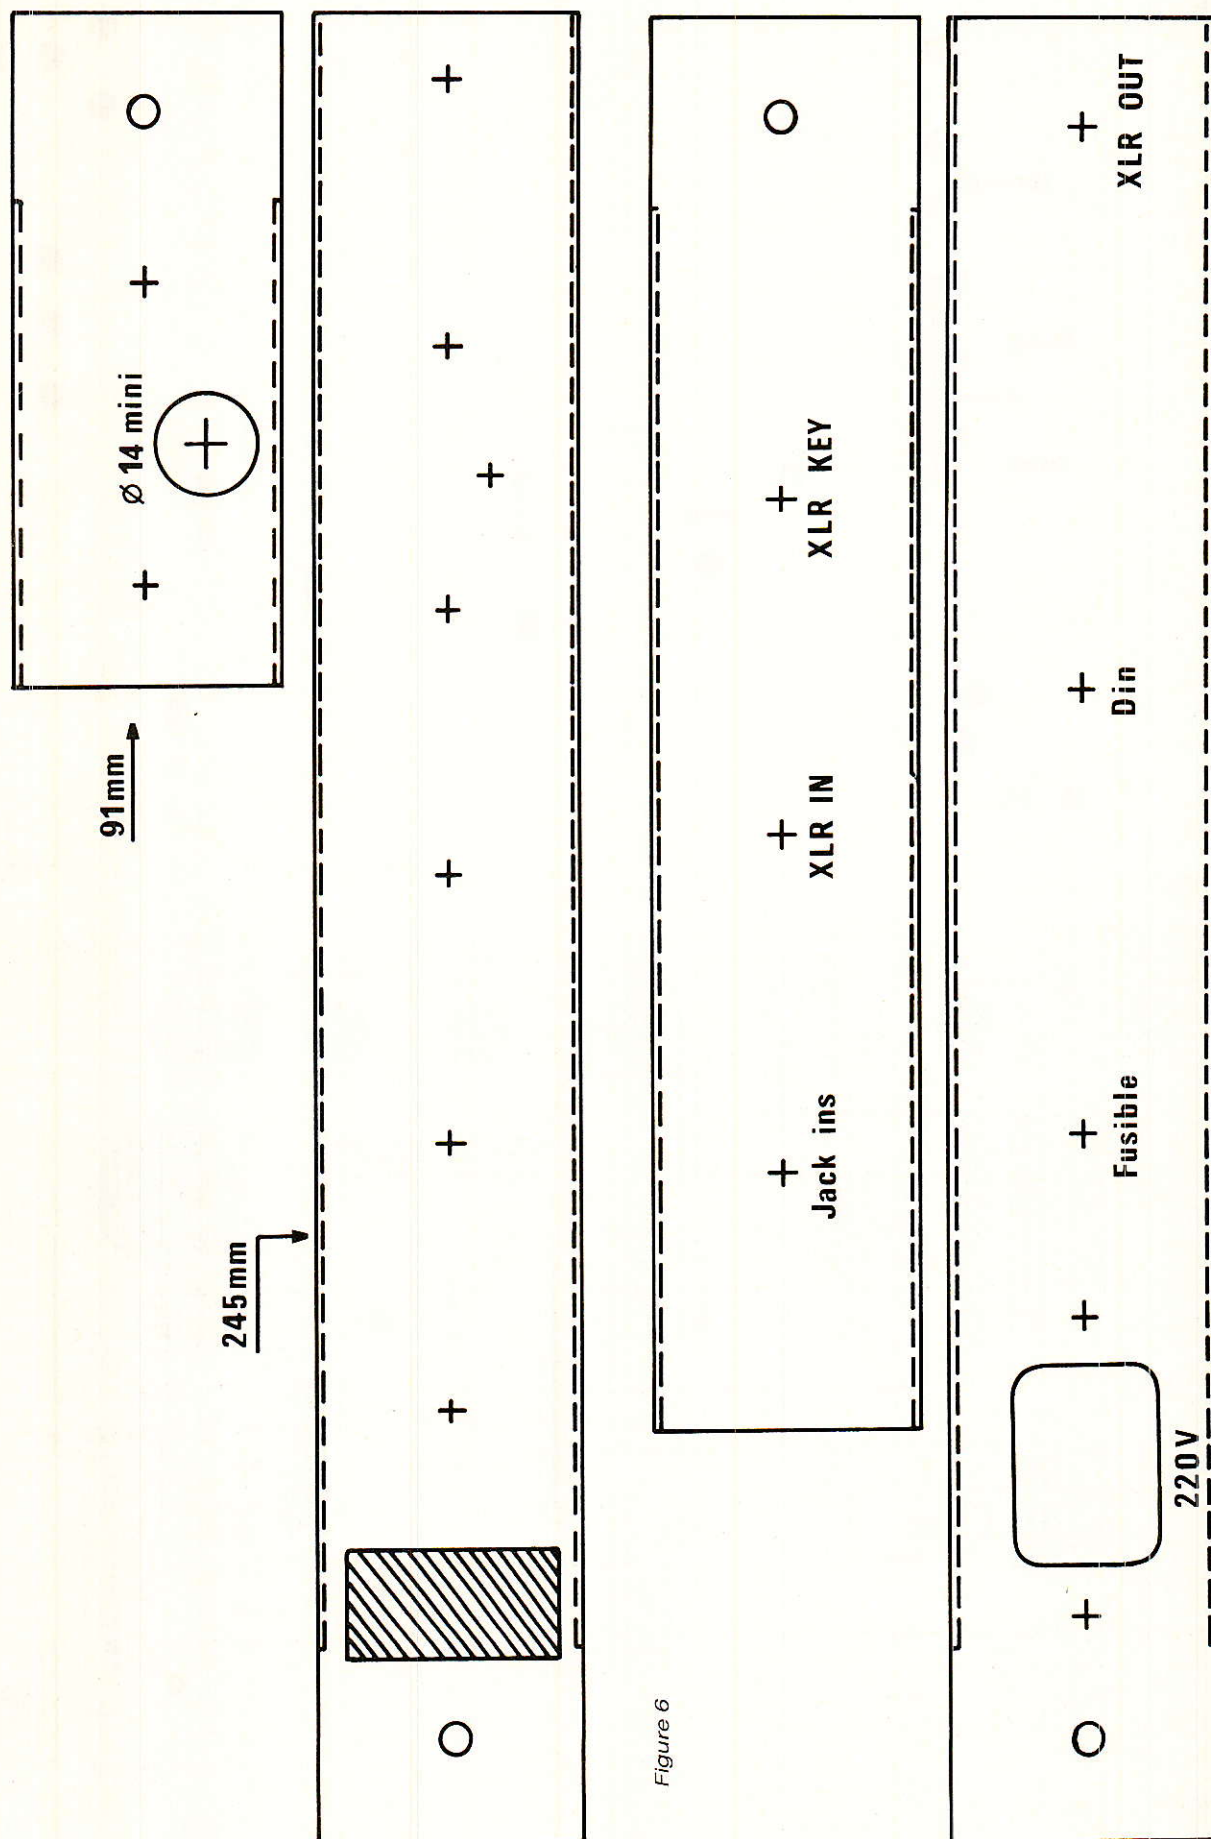 Ø 14 mini
91mm
245mm
XLR KEY
XLR IN
Jack ins
XLR OUT
Din
Fusible
220V
Figure 6